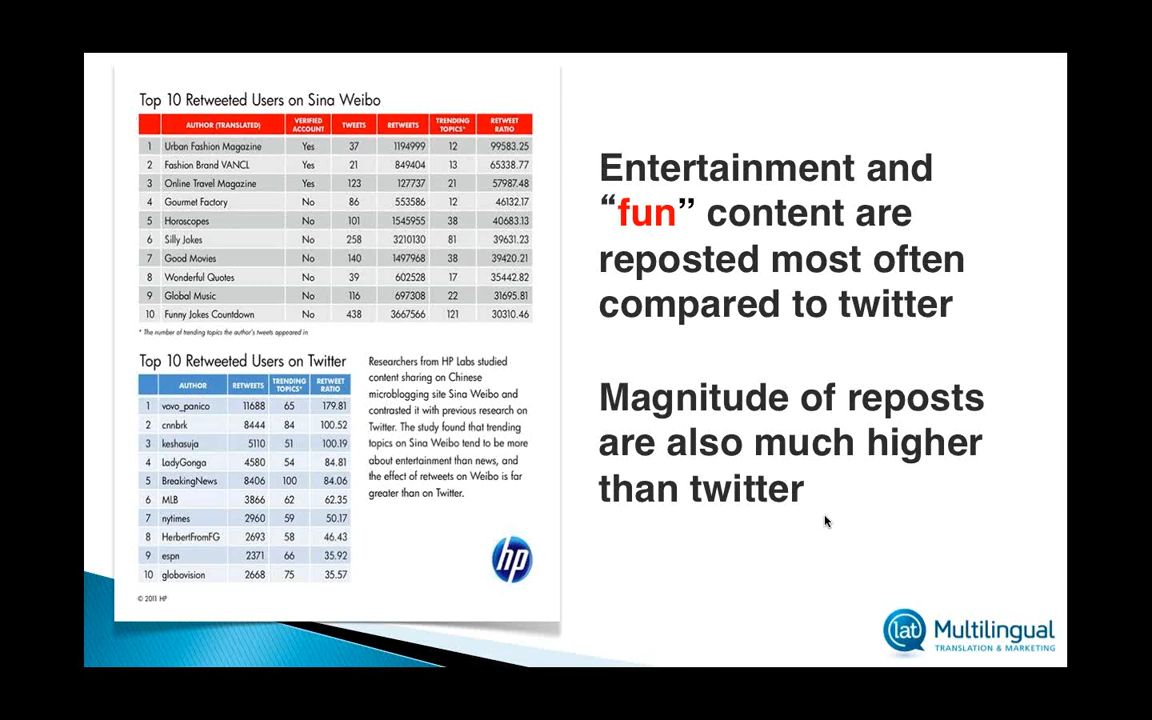 Top 10 Retweeted Users on Sina Weibo
AUTHOR (TRANSLATED) VERIFIED ACCOUNT TWEETS RETWEETS TRENDING TOPICS* RETWEET RATIO
1 Urban Fashion Magazine Yes 37 1194999 12 99583.25
2 Fashion Brand VANCL Yes 21 849404 13 65338.77
3 Online Travel Magazine Yes 123 127737 21 57987.48
4 Gourmet Factory No 86 553586 12 46132.17
5 Horoscopes No 101 1545955 38 40683.13
6 Silly Jokes No 258 3210130 81 39631.23
7 Good Movies No 140 1497968 38 39420.21
8 Wonderful Quotes No 39 602528 17 35442.82
9 Global Music No 116 697308 22 31695.81
10 Funny Jokes Countdown No 438 3667566 121 30310.46
* The number of trending topics the author's tweets appeared in
Top 10 Retweeted Users on Twitter
AUTHOR RETWEETS TRENDING TOPICS* RETWEET RATIO
1 vovo_panico 11688 65 179.81
2 cnnbrk 8444 84 100.52
3 keshasuja 5110 51 100.19
4 LadyGonga 4580 54 84.81
5 BreakingNews 8406 100 84.06
6 MLB 3866 62 62.35
7 nytimes 2960 59 50.17
8 HerbertFromFG 2693 58 46.43
9 espn 2371 66 35.92
10 globovision 2668 75 35.57
Researchers from HP Labs studied
content sharing on Chinese
microblogging site Sina Weibo and
contrasted it with previous research on
Twitter. The study found that trending
topics on Sina Weibo tend to be more
about entertainment than news, and
the effect of retweets on Weibo is far
greater than on Twitter.
hp
© 2011 HP
Entertainment and
“fun” content are
reposted most often
compared to twitter
Magnitude of reposts
are also much higher
than twitter
lat Multilingual
TRANSLATION & MARKETING